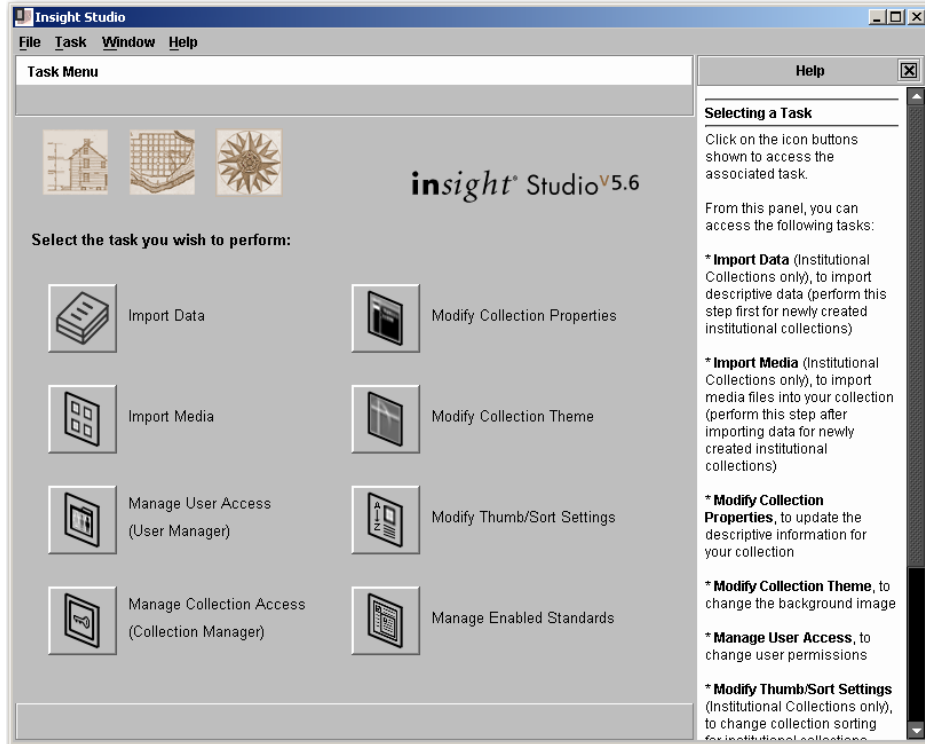 Insight Studio
File Task Window Help
Task Menu
insight® Studio V5.6
Select the task you wish to perform:
Import Data
Modify Collection Properties
Import Media
Modify Collection Theme
Manage User Access
(User Manager)
Modify Thumb/Sort Settings
Manage Collection Access
(Collection Manager)
Manage Enabled Standards
Help
Selecting a Task
Click on the icon buttons
shown to access the
associated task.
From this panel, you can
access the following tasks:
* Import Data (Institutional
Collections only), to import
descriptive data (perform this
step first for newly created
institutional collections)
* Import Media (Institutional
Collections only), to import
media files into your collection
(perform this step after
importing data for newly
created institutional
collections)
* Modify Collection
Properties, to update the
descriptive information for
your collection
* Modify Collection Theme, to
change the background image
* Manage User Access, to
change user permissions
* Modify Thumb/Sort Settings
(Institutional Collections only),
to change collection sorting
for institutional collections